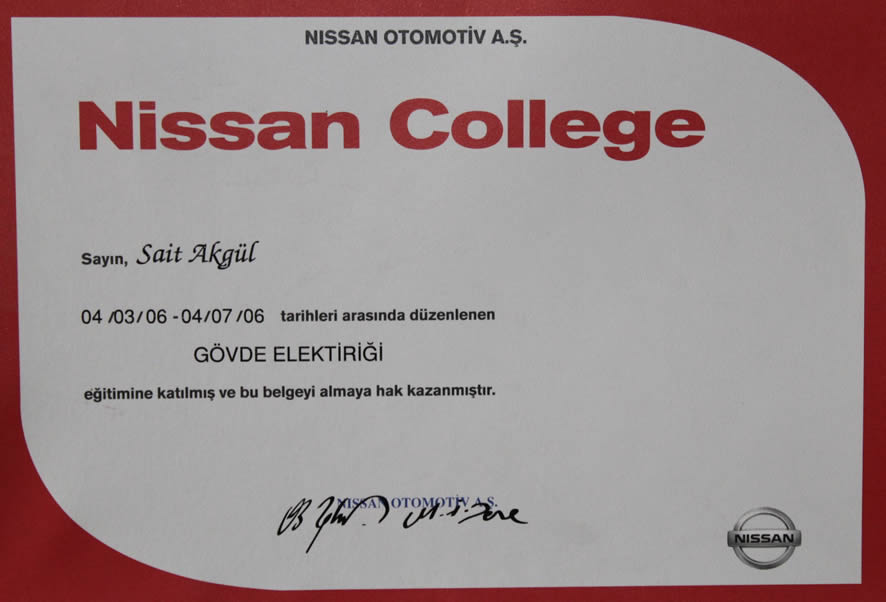 NISSAN OTOMOTİV A.Ş.
Nissan College
Sayın, Sait Akgül
04 /03/ 06 - 04/07 /06 tarihleri arasında düzenlenen
GÖVDE ELEKTİRİĞİ
eğitimine katılmış ve bu belgeyi almaya hak kazanmıştır.
NISSAN OTOMOTİV A.Ş.
NISSAN